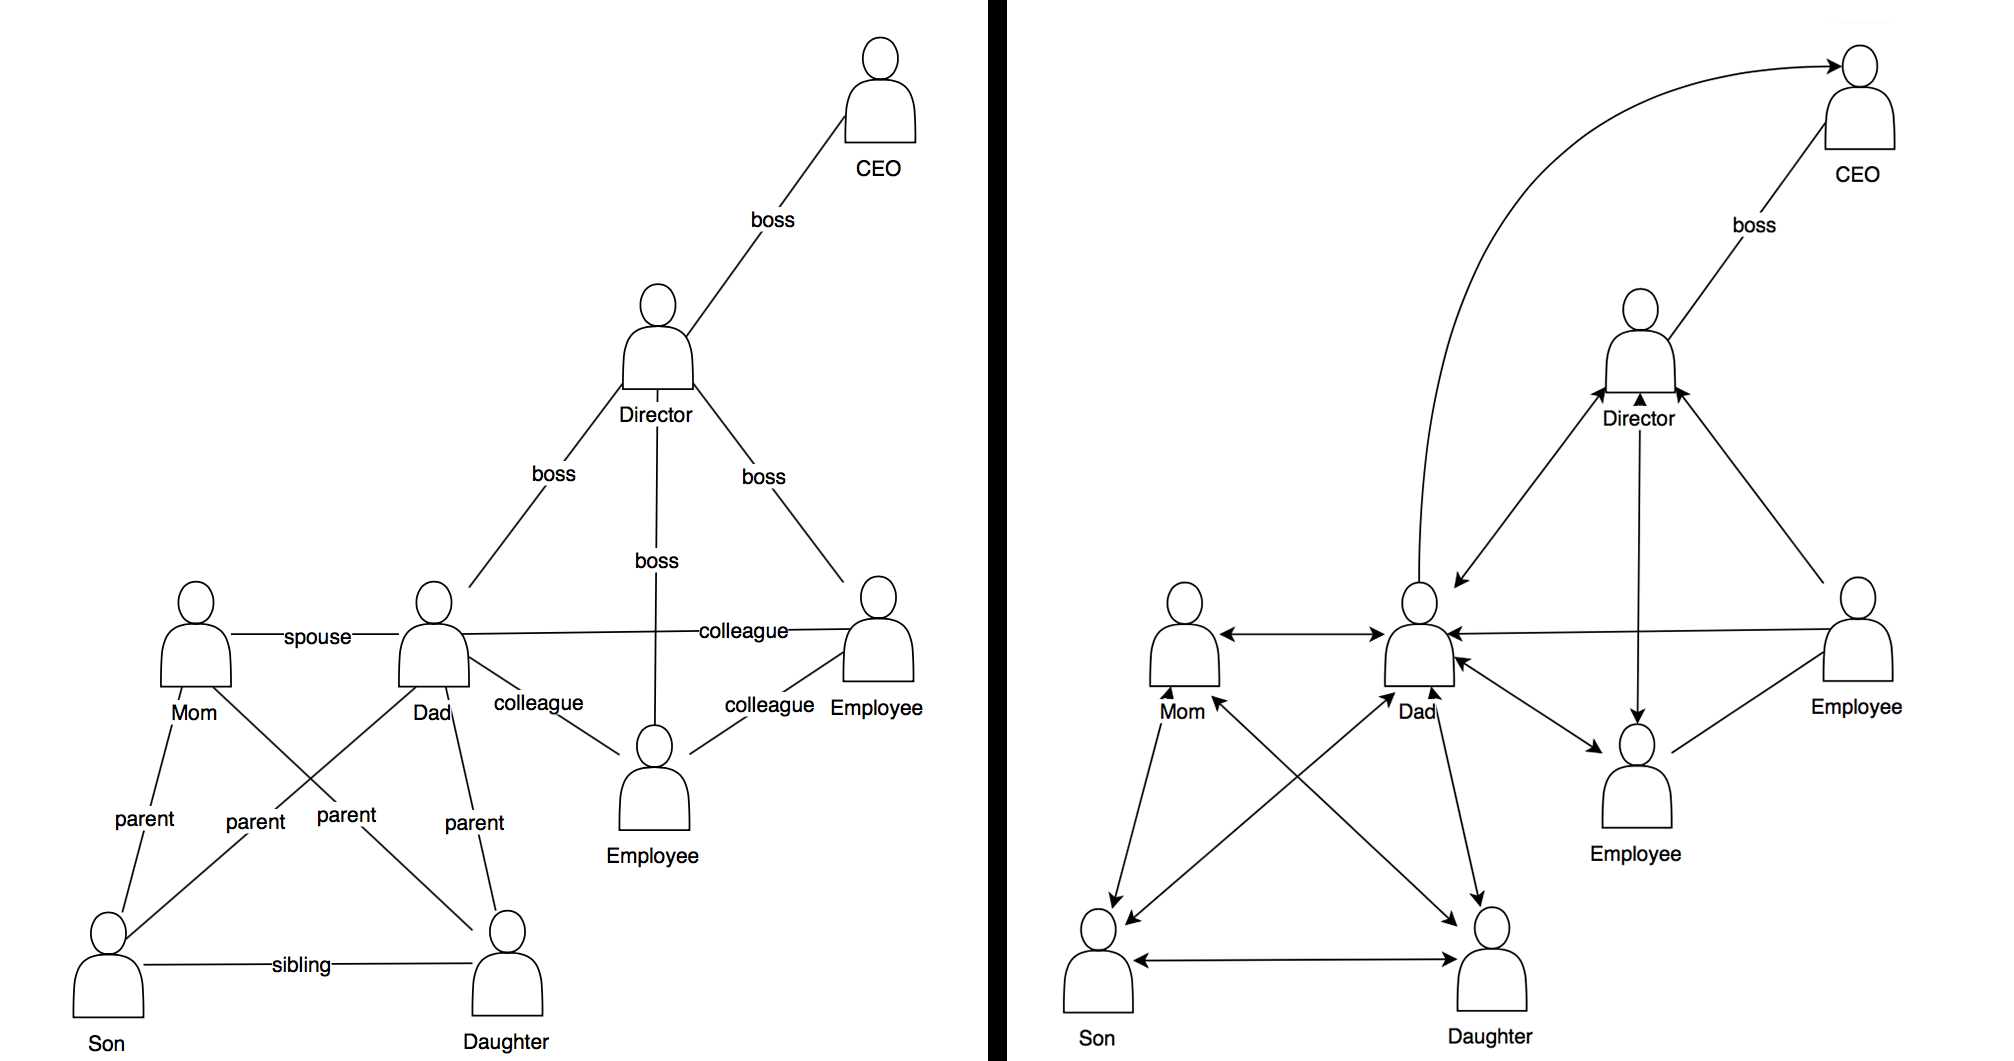 CEO
boss
Director
boss
boss
boss
spouse
colleague
colleague
colleague
Employee
Mom
Dad
parent
parent
parent
parent
Employee
sibling
Son
Daughter
CEO
boss
Director
Mom
Dad
Employee
Employee
Son
Daughter